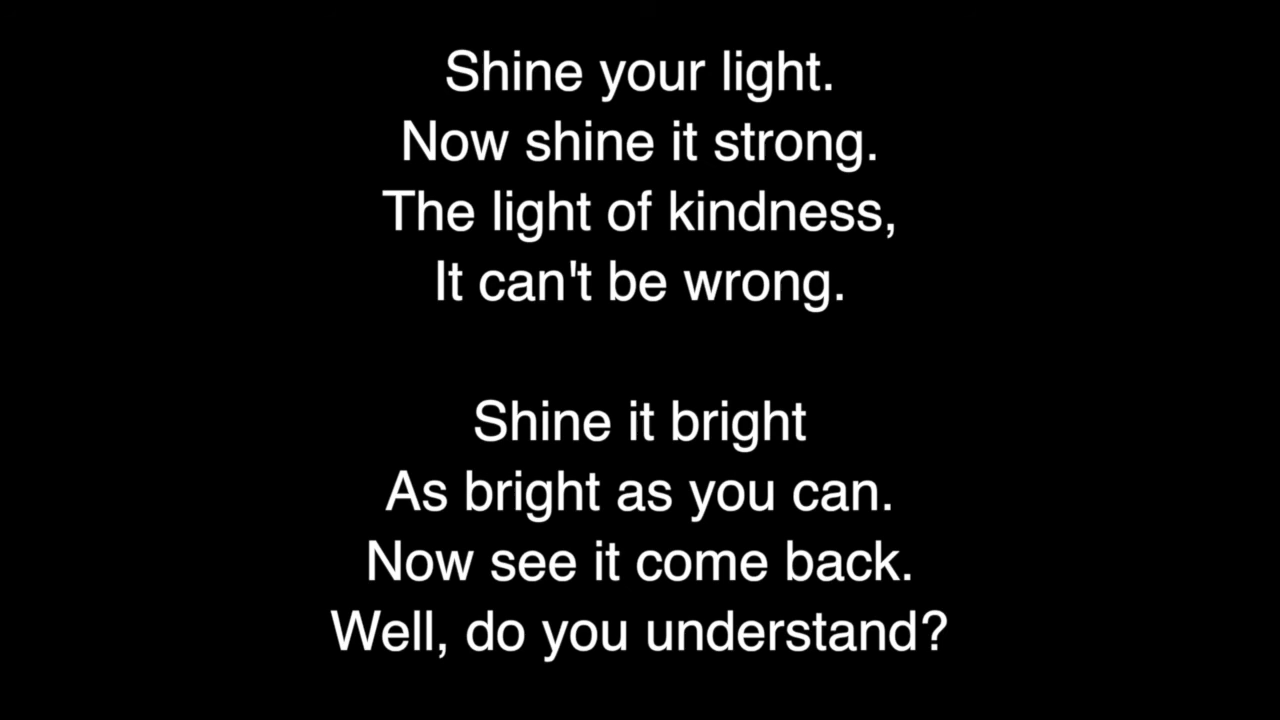 Shine your light.
Now shine it strong.
The light of kindness,
It can't be wrong.
Shine it bright
As bright as you can.
Now see it come back.
Well, do you understand?